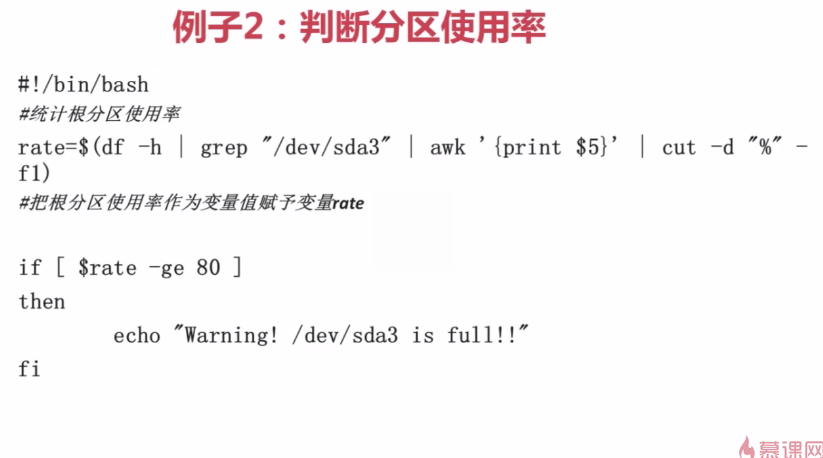 例子2：判断分区使用率
#!/bin/bash
#统计根分区使用率
rate=$(df -h | grep "/dev/sda3" | awk '{print $5}' | cut -d "%" -
f1)
#把根分区使用率作为变量值赋予变量rate
if [ $rate -ge 80 ]
then
echo "Warning! /dev/sda3 is full!!"
fi
慕课网